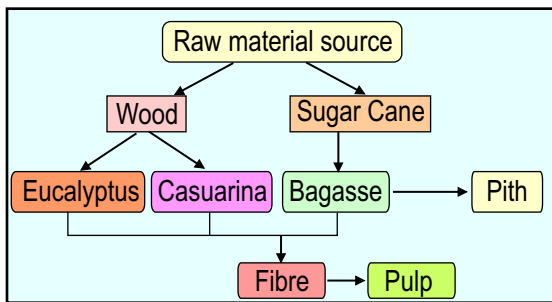 Raw material source
Wood
Sugar Cane
Eucalyptus
Casuarina
Bagasse
Pith
Fibre
Pulp